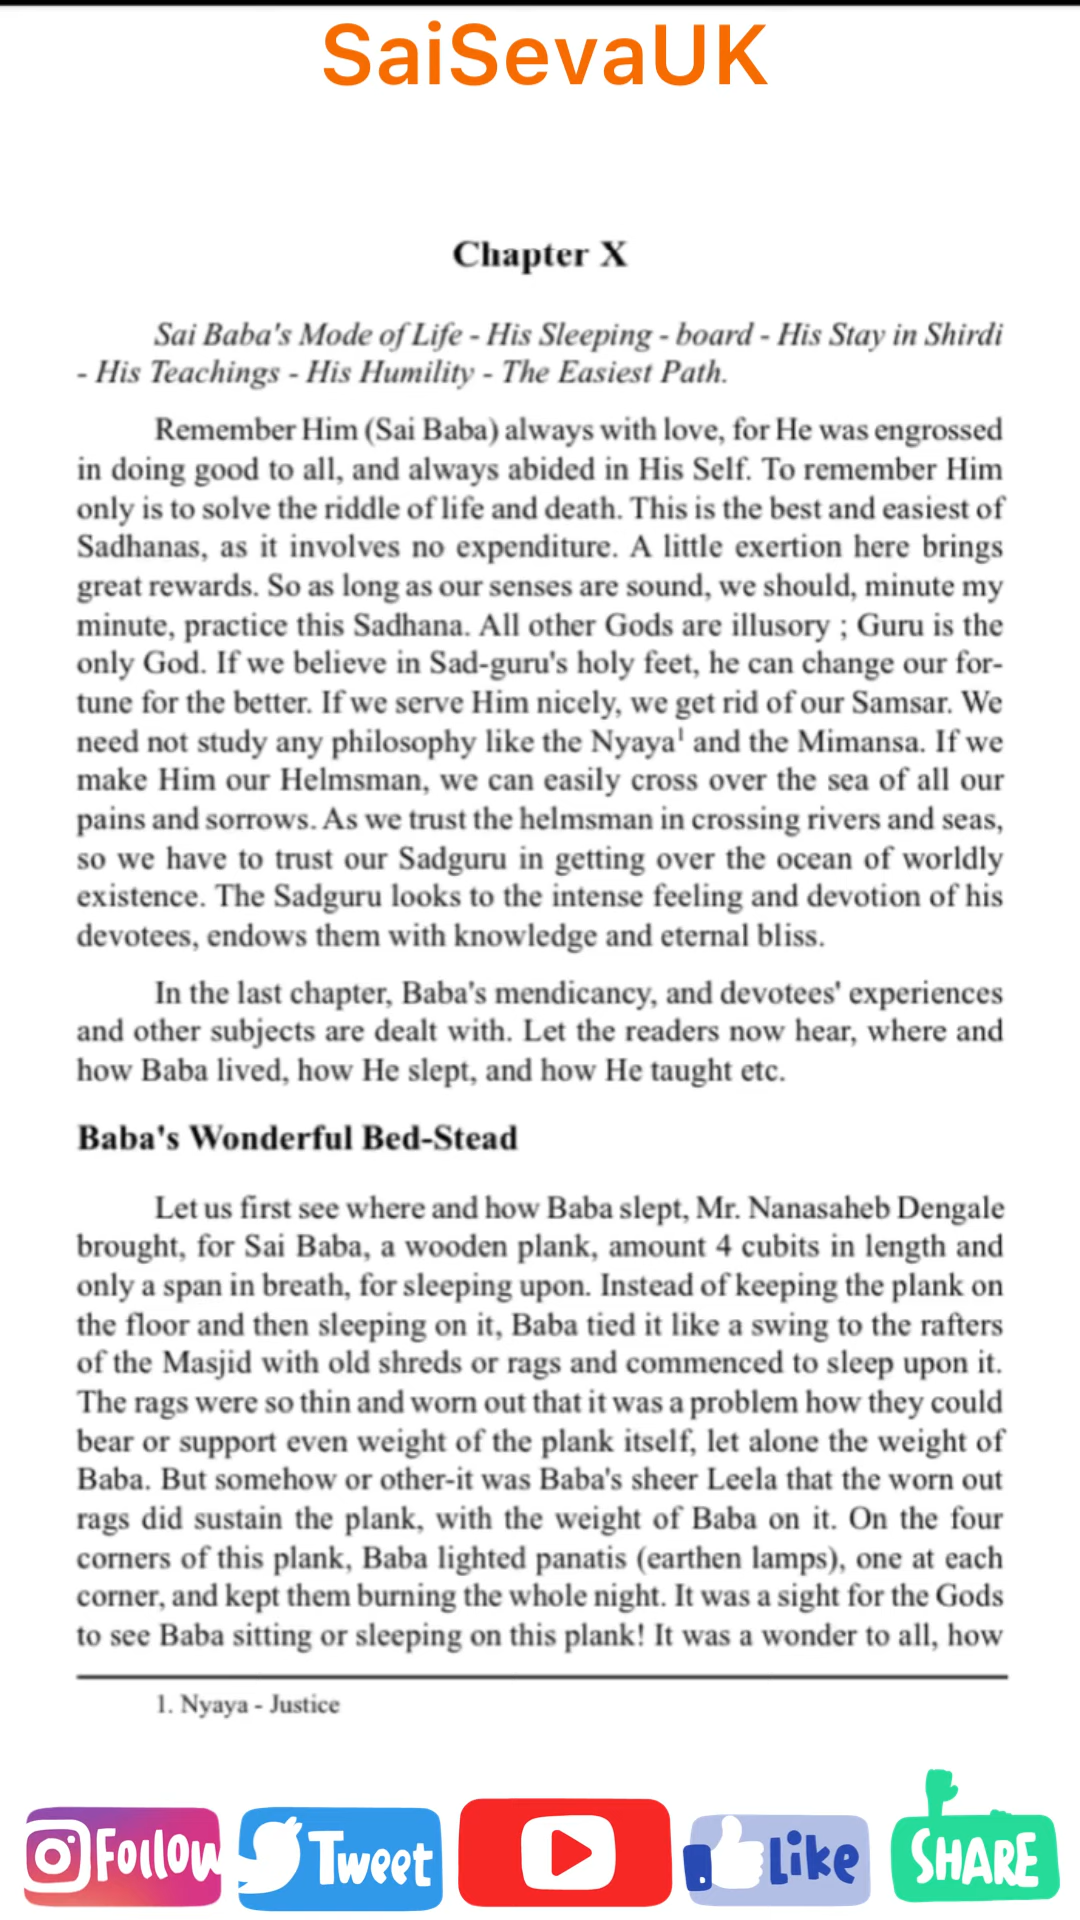 SaiSevaUK
Chapter X
Sai Baba's Mode of Life - His Sleeping - board - His Stay in Shirdi
- His Teachings - His Humility - The Easiest Path.
Remember Him (Sai Baba) always with love, for He was engrossed
in doing good to all, and always abided in His Self. To remember Him
only is to solve the riddle of life and death. This is the best and easiest of
Sadhanas, as it involves no expenditure. A little exertion here brings
great rewards. So as long as our senses are sound, we should, minute my
minute, practice this Sadhana. All other Gods are illusory ; Guru is the
only God. If we believe in Sad-guru's holy feet, he can change our for-
tune for the better. If we serve Him nicely, we get rid of our Samsar. We
need not study any philosophy like the Nyaya¹ and the Mimansa. If we
make Him our Helmsman, we can easily cross over the sea of all our
pains and sorrows. As we trust the helmsman in crossing rivers and seas,
so we have to trust our Sadguru in getting over the ocean of worldly
existence. The Sadguru looks to the intense feeling and devotion of his
devotees, endows them with knowledge and eternal bliss.
In the last chapter, Baba's mendicancy, and devotees' experiences
and other subjects are dealt with. Let the readers now hear, where and
how Baba lived, how He slept, and how He taught etc.
Baba's Wonderful Bed-Stead
Let us first see where and how Baba slept, Mr. Nanasaheb Dengale
brought, for Sai Baba, a wooden plank, amount 4 cubits in length and
only a span in breath, for sleeping upon. Instead of keeping the plank on
the floor and then sleeping on it, Baba tied it like a swing to the rafters
of the Masjid with old shreds or rags and commenced to sleep upon it.
The rags were so thin and worn out that it was a problem how they could
bear or support even weight of the plank itself, let alone the weight of
Baba. But somehow or other-it was Baba's sheer Leela that the worn out
rags did sustain the plank, with the weight of Baba on it. On the four
corners of this plank, Baba lighted panatis (earthen lamps), one at each
corner, and kept them burning the whole night. It was a sight for the Gods
to see Baba sitting or sleeping on this plank! It was a wonder to all, how
1. Nyaya - Justice
Follow Tweet Like SHARE